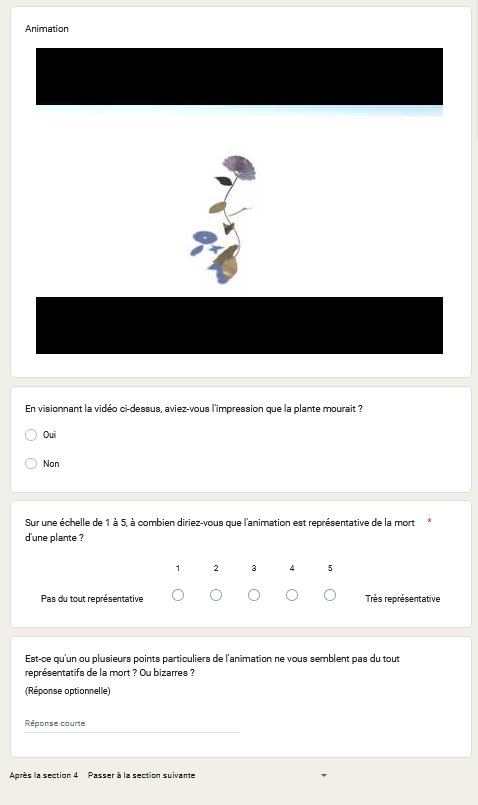 Animation
En visionnant la vidéo ci-dessus, aviez-vous l'impression que la plante mourait ?
Oui
Non
Sur une échelle de 1 à 5, à combien diriez-vous que l'animation est représentative de la mort *
d'une plante ?
1 2 3 4 5
Pas du tout représentative Très représentative
Est-ce qu'un ou plusieurs points particuliers de l'animation ne vous semblent pas du tout
représentatifs de la mort ? Ou bizarres ?
(Réponse optionnelle)
Réponse courte
Après la section 4 Passer à la section suivante